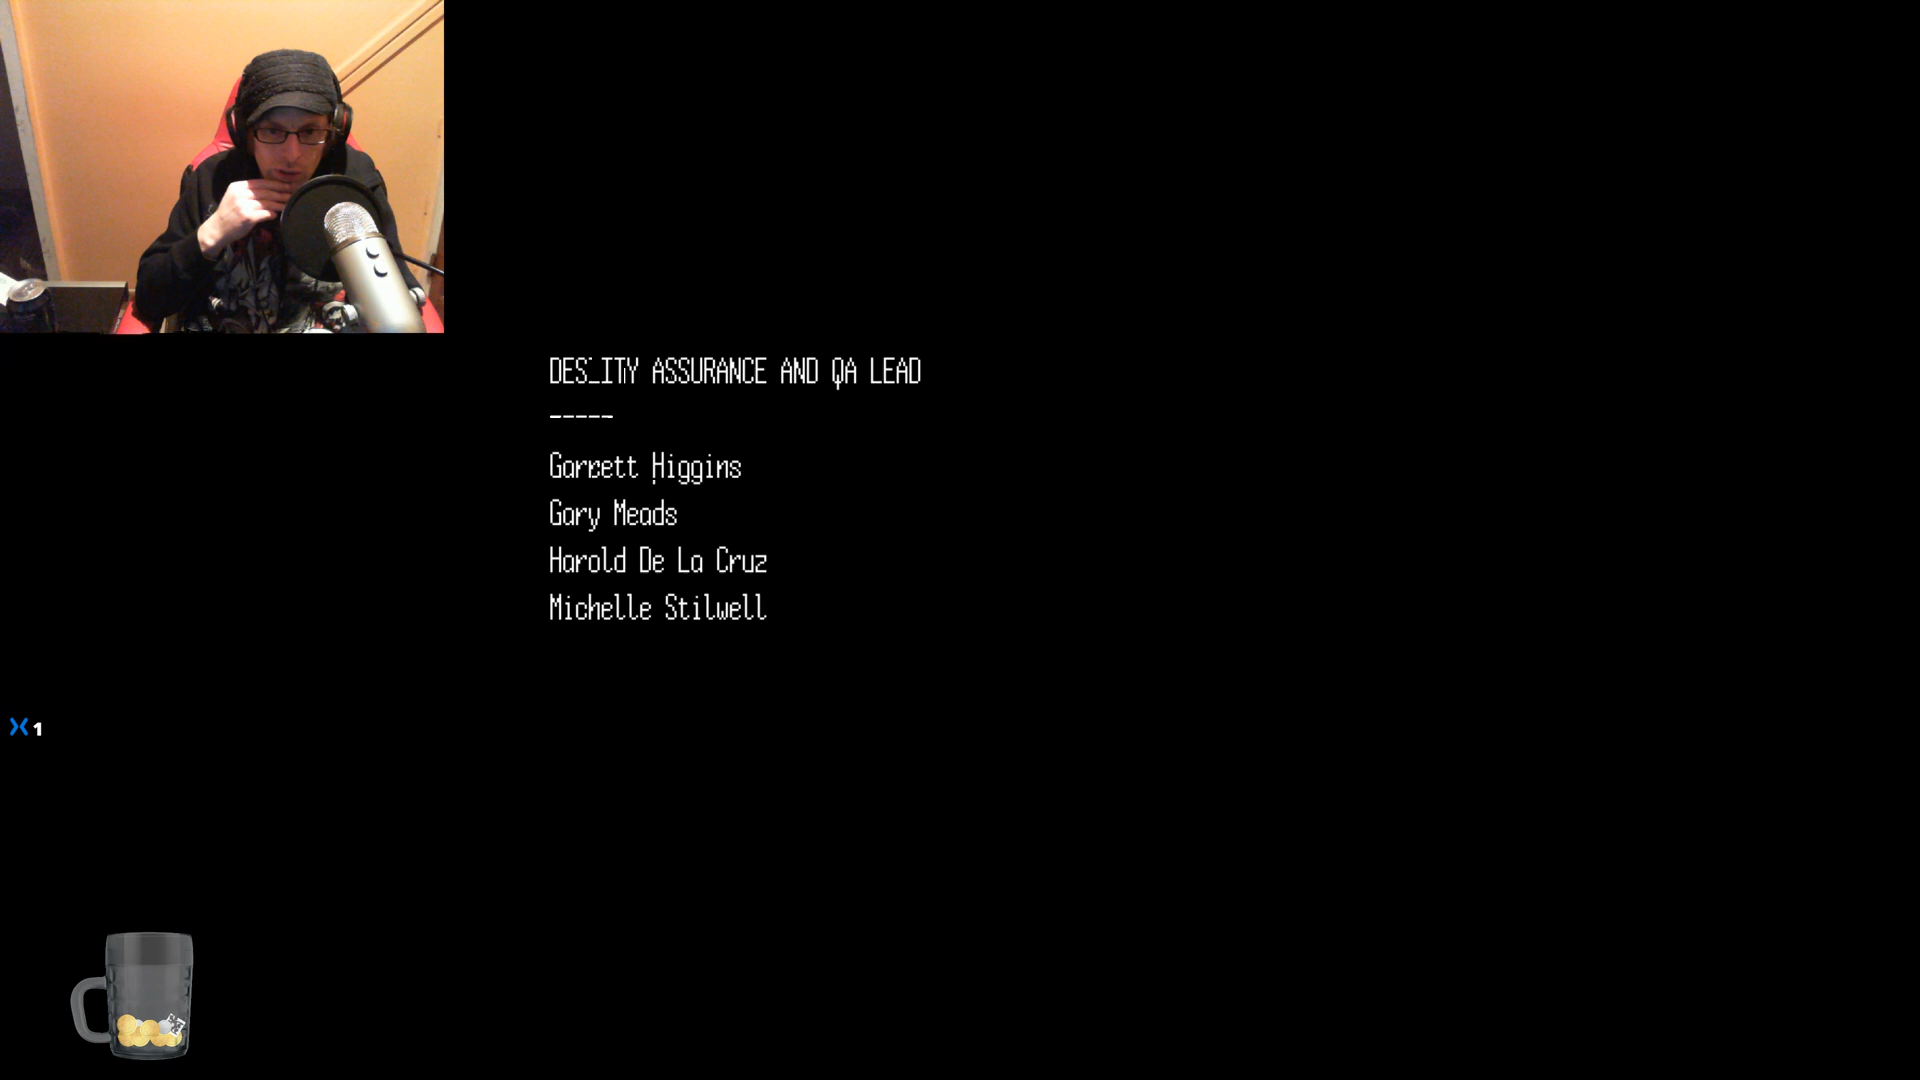 DES_ITY ASSURANCE AND QA LEAD
-----
Garrett Higgins
Gary Meads
Harold De La Cruz
Michelle Stilwell
1